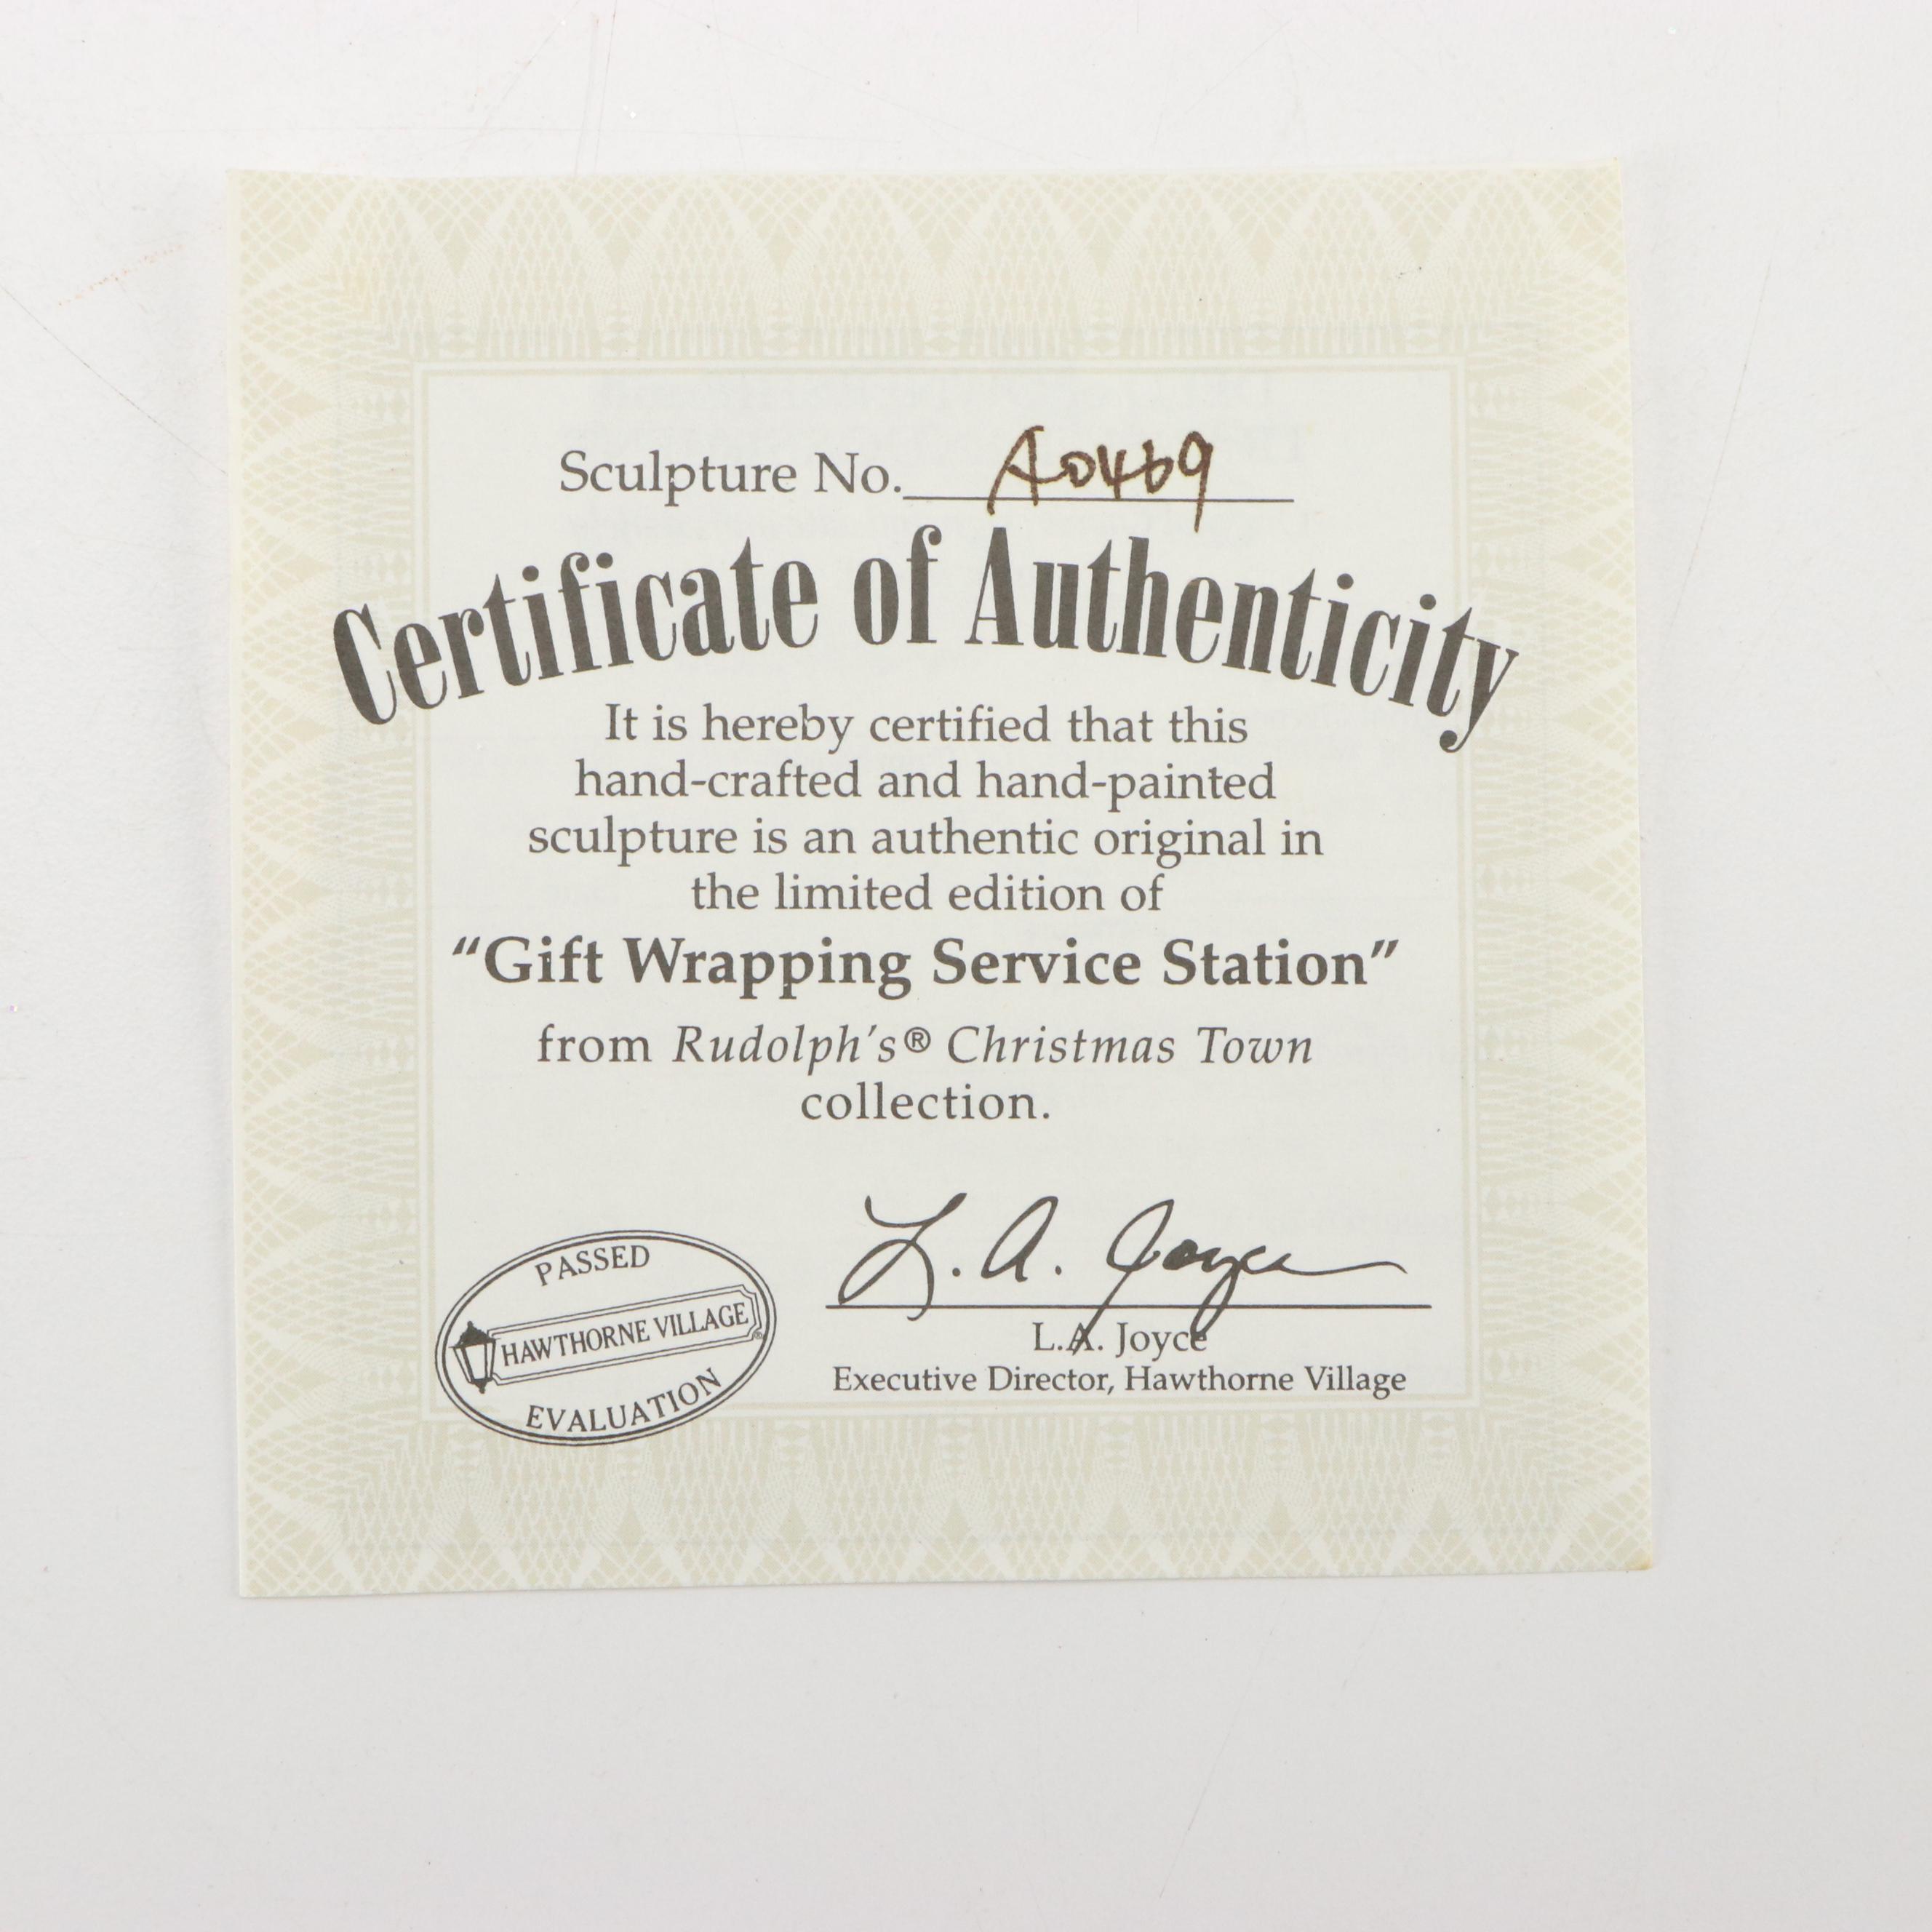 Sculpture No. A0469
Certificate of Authenticity
It is hereby certified that this
hand-crafted and hand-painted
sculpture is an authentic original in
the limited edition of
“Gift Wrapping Service Station”
from Rudolph's® Christmas Town
collection.
L. A. Joyce
L.A. Joyce
Executive Director, Hawthorne Village
PASSED
HAWTHORNE VILLAGE®
EVALUATION